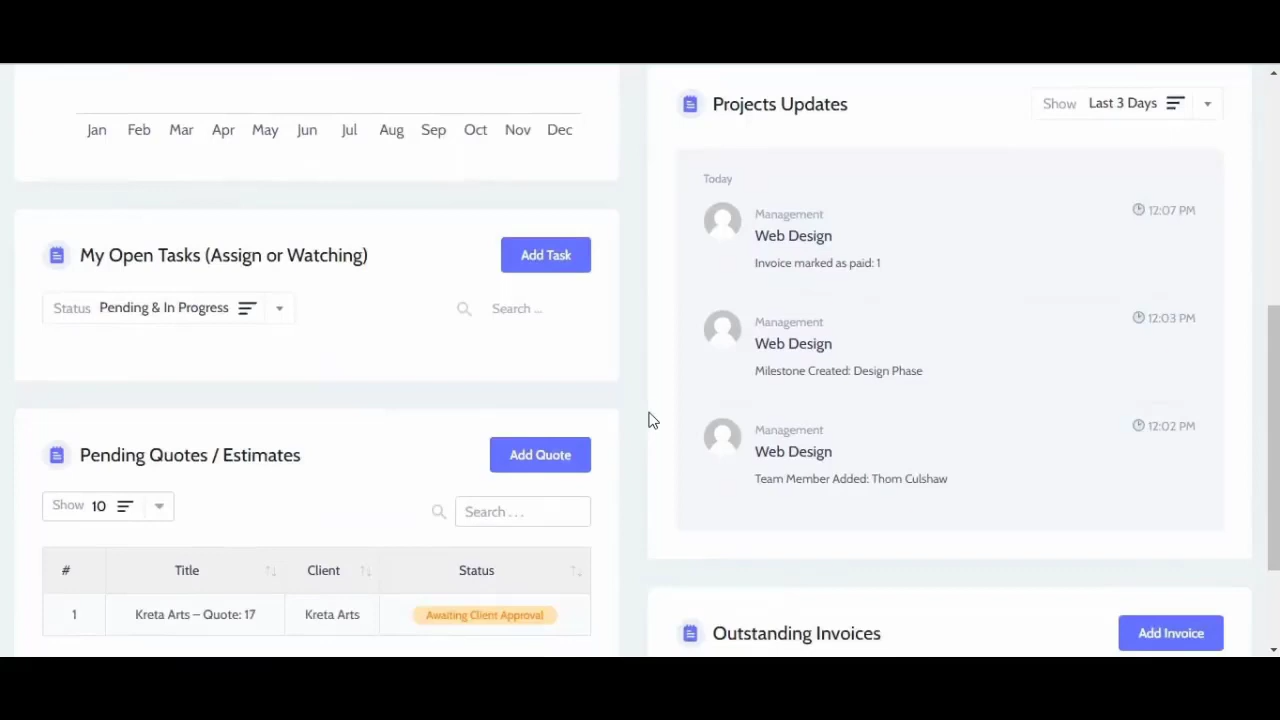 Jan Feb Mar Apr May Jun Jul Aug Sep Oct Nov Dec
My Open Tasks (Assign or Watching)
Add Task
Status Pending & In Progress
Search ...
Pending Quotes / Estimates
Add Quote
Show 10
Search . . .
# Title Client Status
1 Kreta Arts – Quote: 17 Kreta Arts Awaiting Client Approval
Projects Updates
Show Last 3 Days
Today
Management
12:07 PM
Web Design
Invoice marked as paid: 1
Management
12:03 PM
Web Design
Milestone Created: Design Phase
Management
12:02 PM
Web Design
Team Member Added: Thom Culshaw
Outstanding Invoices
Add Invoice